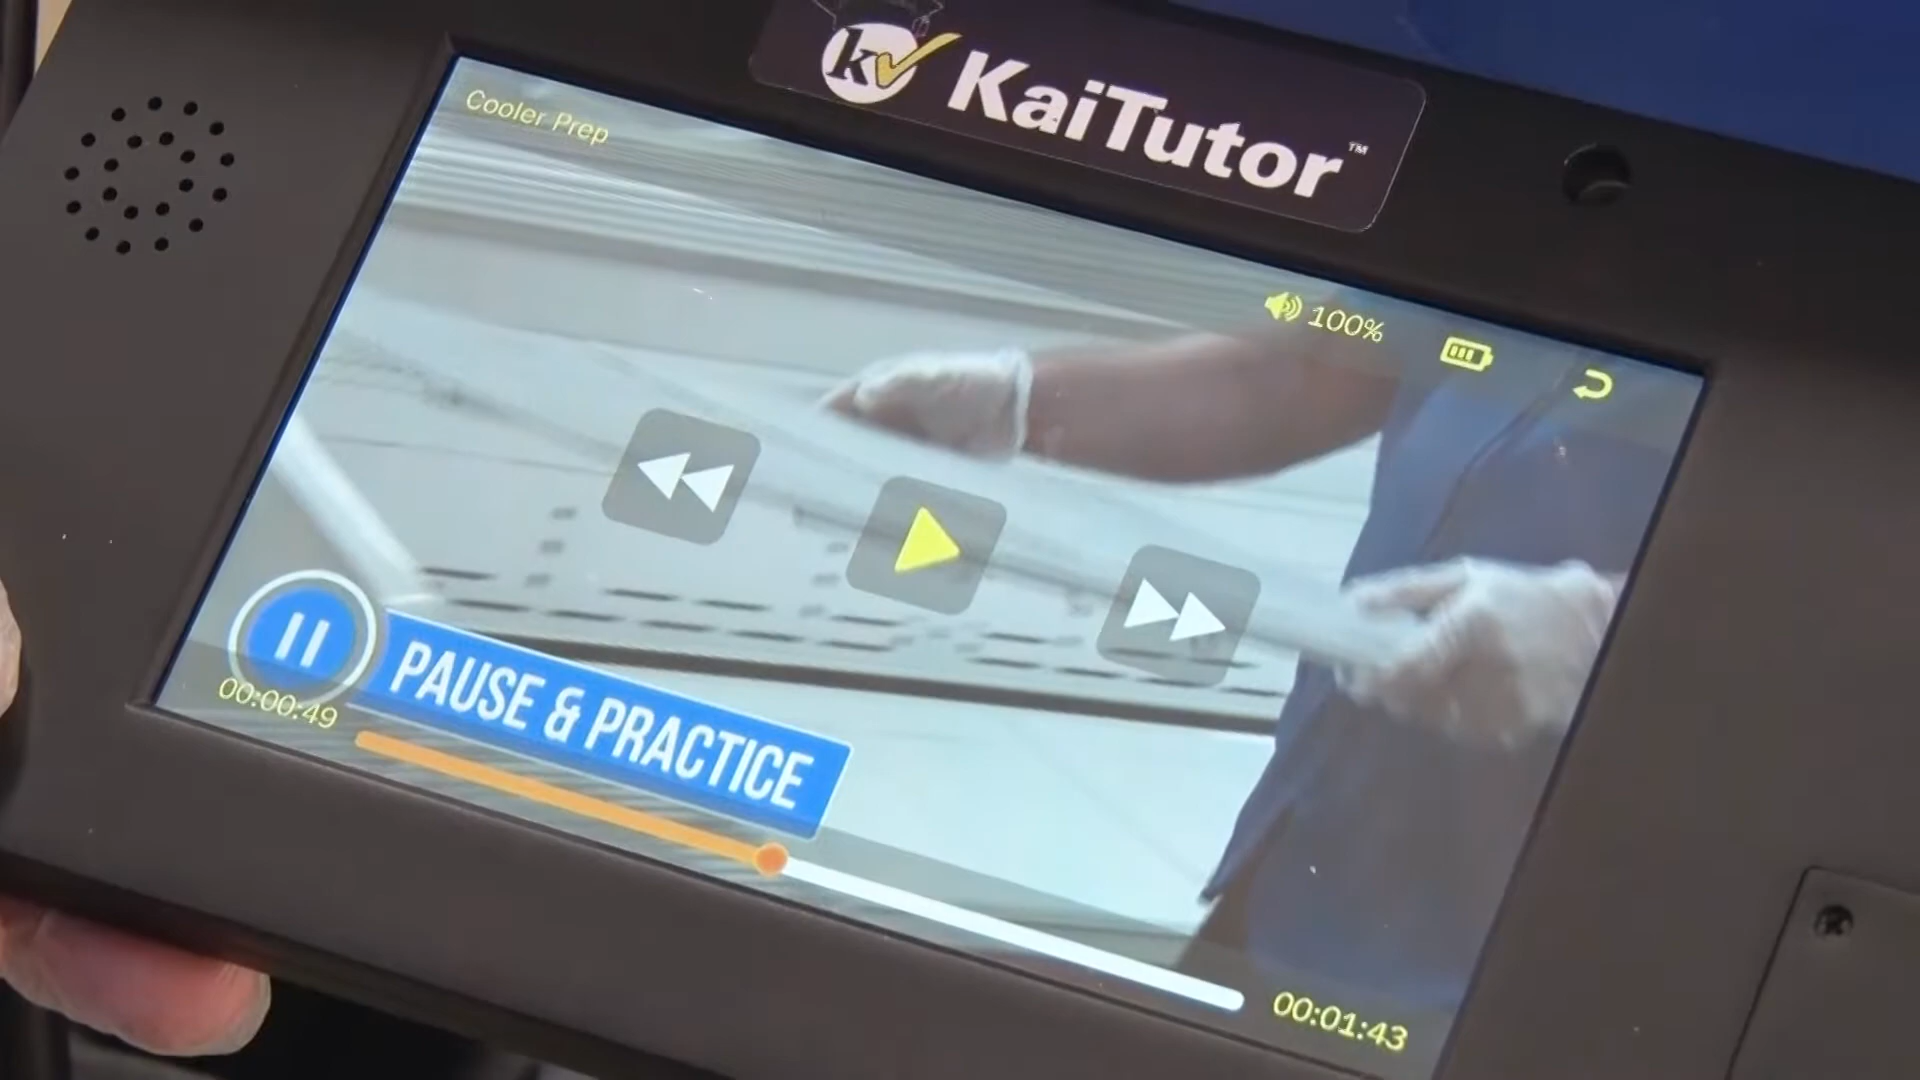 k KaiTutor™
Cooler Prep
100%
PAUSE & PRACTICE
00:00:49
00:01:43